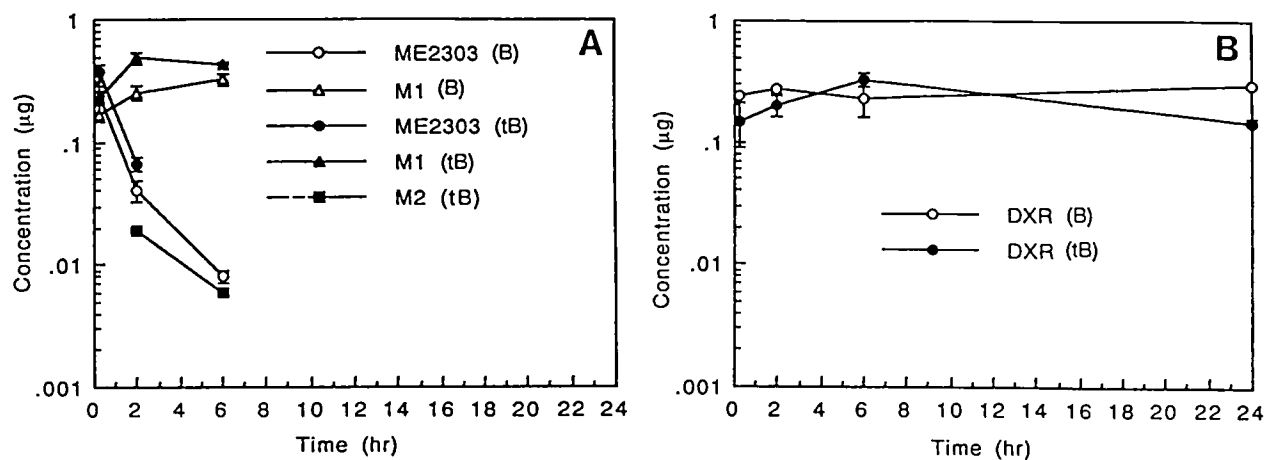 A
Concentration (µg)
1
.1
.01
.001
ME2303 (B)
M1 (B)
ME2303 (tB)
M1 (tB)
M2 (tB)
0 2 4 6 8 10 12 14 16 18 20 22 24
Time (hr)
B
Concentration (µg)
1
.1
.01
.001
DXR (B)
DXR (tB)
0 2 4 6 8 10 12 14 16 18 20 22 24
Time (hr)